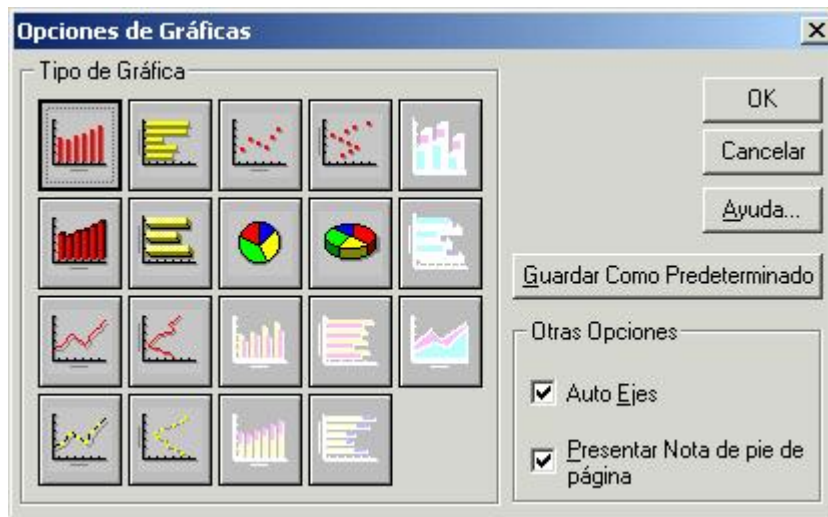 Opciones de Gráficas
Tipo de Gráfica
OK
Cancelar
Ayuda...
Guardar Como Predeterminado
Otras Opciones
Auto Ejes
Presentar Nota de pie de
página